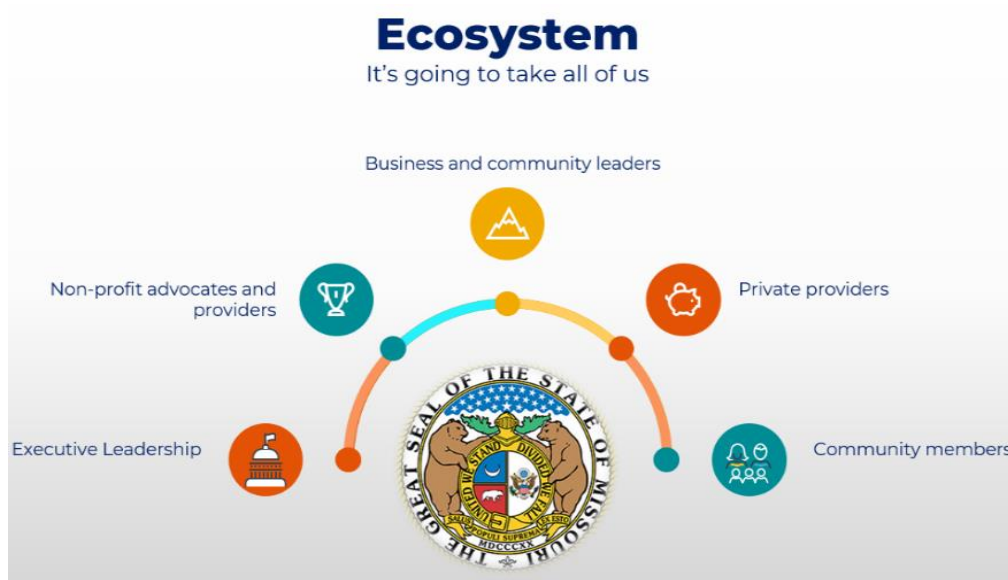 Ecosystem
It's going to take all of us
Business and community leaders
Non-profit advocates and
providers
Private providers
Executive Leadership
Community members
THE GREAT SEAL OF THE STATE OF MISSOURI
UNITED WE STAND DIVIDED WE FALL
SALUS POPULI SUPREMA LEX ESTO
MDCCCXX